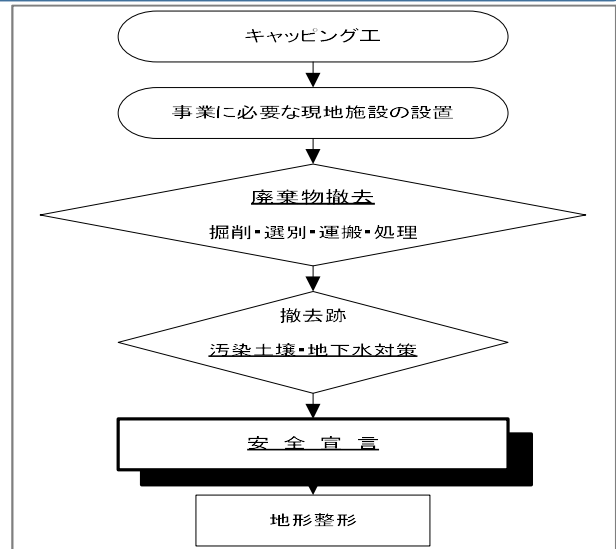 キャッピング工
事業に必要な現地施設の設置
廃棄物撤去
掘削・選別・運搬・処理
撤去跡
汚染土壌・地下水対策
安 全 宣 言
地形整形